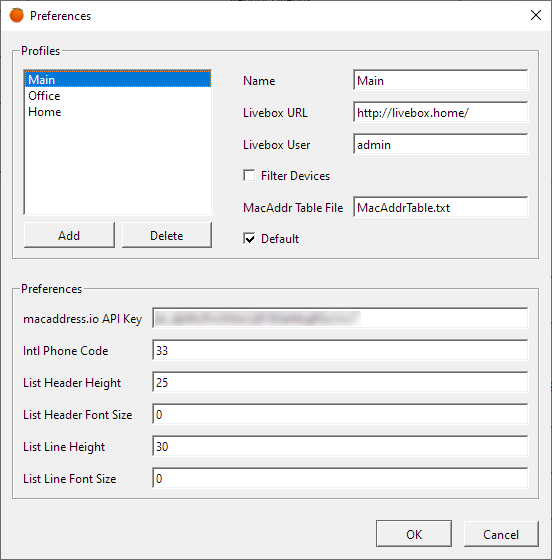 Preferences
Profiles
Main
Office
Home
Add
Delete
Name
Main
Livebox URL
http://livebox.home/
Livebox User
admin
Filter Devices
MacAddr Table File
MacAddrTable.txt
Default
Preferences
macaddress.io API Key
Intl Phone Code
33
List Header Height
25
List Header Font Size
0
List Line Height
30
List Line Font Size
0
OK
Cancel